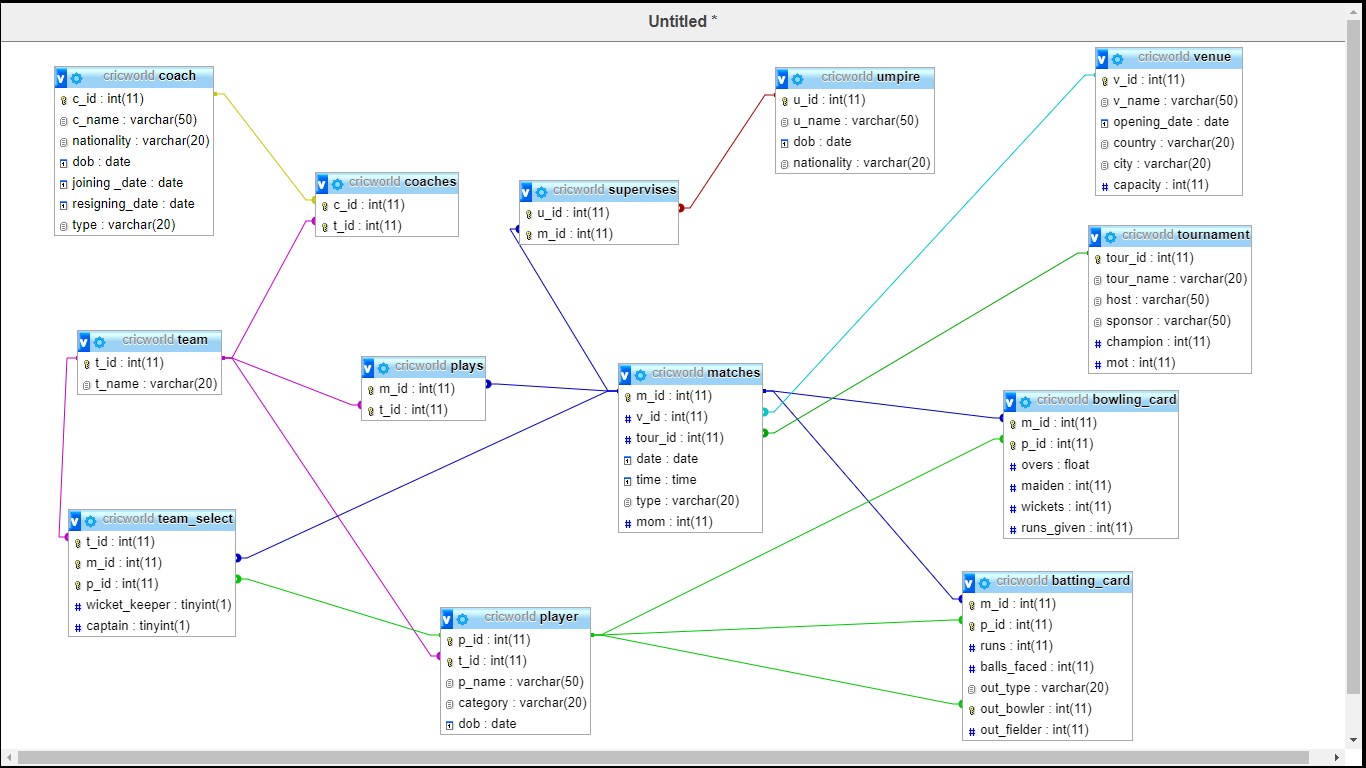 Untitled *
cricworld coach
c_id : int(11)
c_name : varchar(50)
nationality : varchar(20)
dob : date
joining _date : date
resigning_date : date
type : varchar(20)
cricworld coaches
c_id : int(11)
t_id : int(11)
cricworld supervises
u_id : int(11)
m_id : int(11)
cricworld umpire
u_id : int(11)
u_name : varchar(50)
dob : date
nationality : varchar(20)
cricworld venue
v_id : int(11)
v_name : varchar(50)
opening_date : date
country : varchar(20)
city : varchar(20)
capacity : int(11)
cricworld tournament
tour_id : int(11)
tour_name : varchar(20)
host : varchar(50)
sponsor : varchar(50)
champion : int(11)
mot : int(11)
cricworld team
t_id : int(11)
t_name : varchar(20)
cricworld plays
m_id : int(11)
t_id : int(11)
cricworld matches
m_id : int(11)
v_id : int(11)
tour_id : int(11)
date : date
time : time
type : varchar(20)
mom : int(11)
cricworld bowling_card
m_id : int(11)
p_id : int(11)
overs : float
maiden : int(11)
wickets : int(11)
runs_given : int(11)
cricworld team_select
t_id : int(11)
m_id : int(11)
p_id : int(11)
wicket_keeper : tinyint(1)
captain : tinyint(1)
cricworld player
p_id : int(11)
t_id : int(11)
p_name : varchar(50)
category : varchar(20)
dob : date
cricworld batting_card
m_id : int(11)
p_id : int(11)
runs : int(11)
balls_faced : int(11)
out_type : varchar(20)
out_bowler : int(11)
out_fielder : int(11)